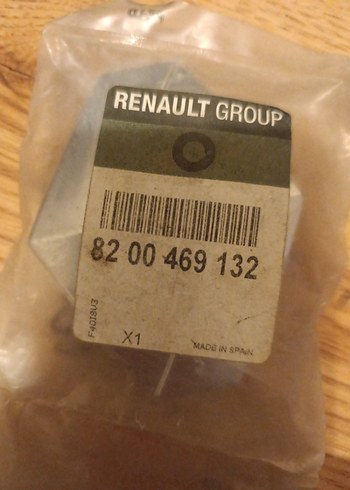 RENAULT GROUP
82 00 469 132
X1
MADE IN SPAIN